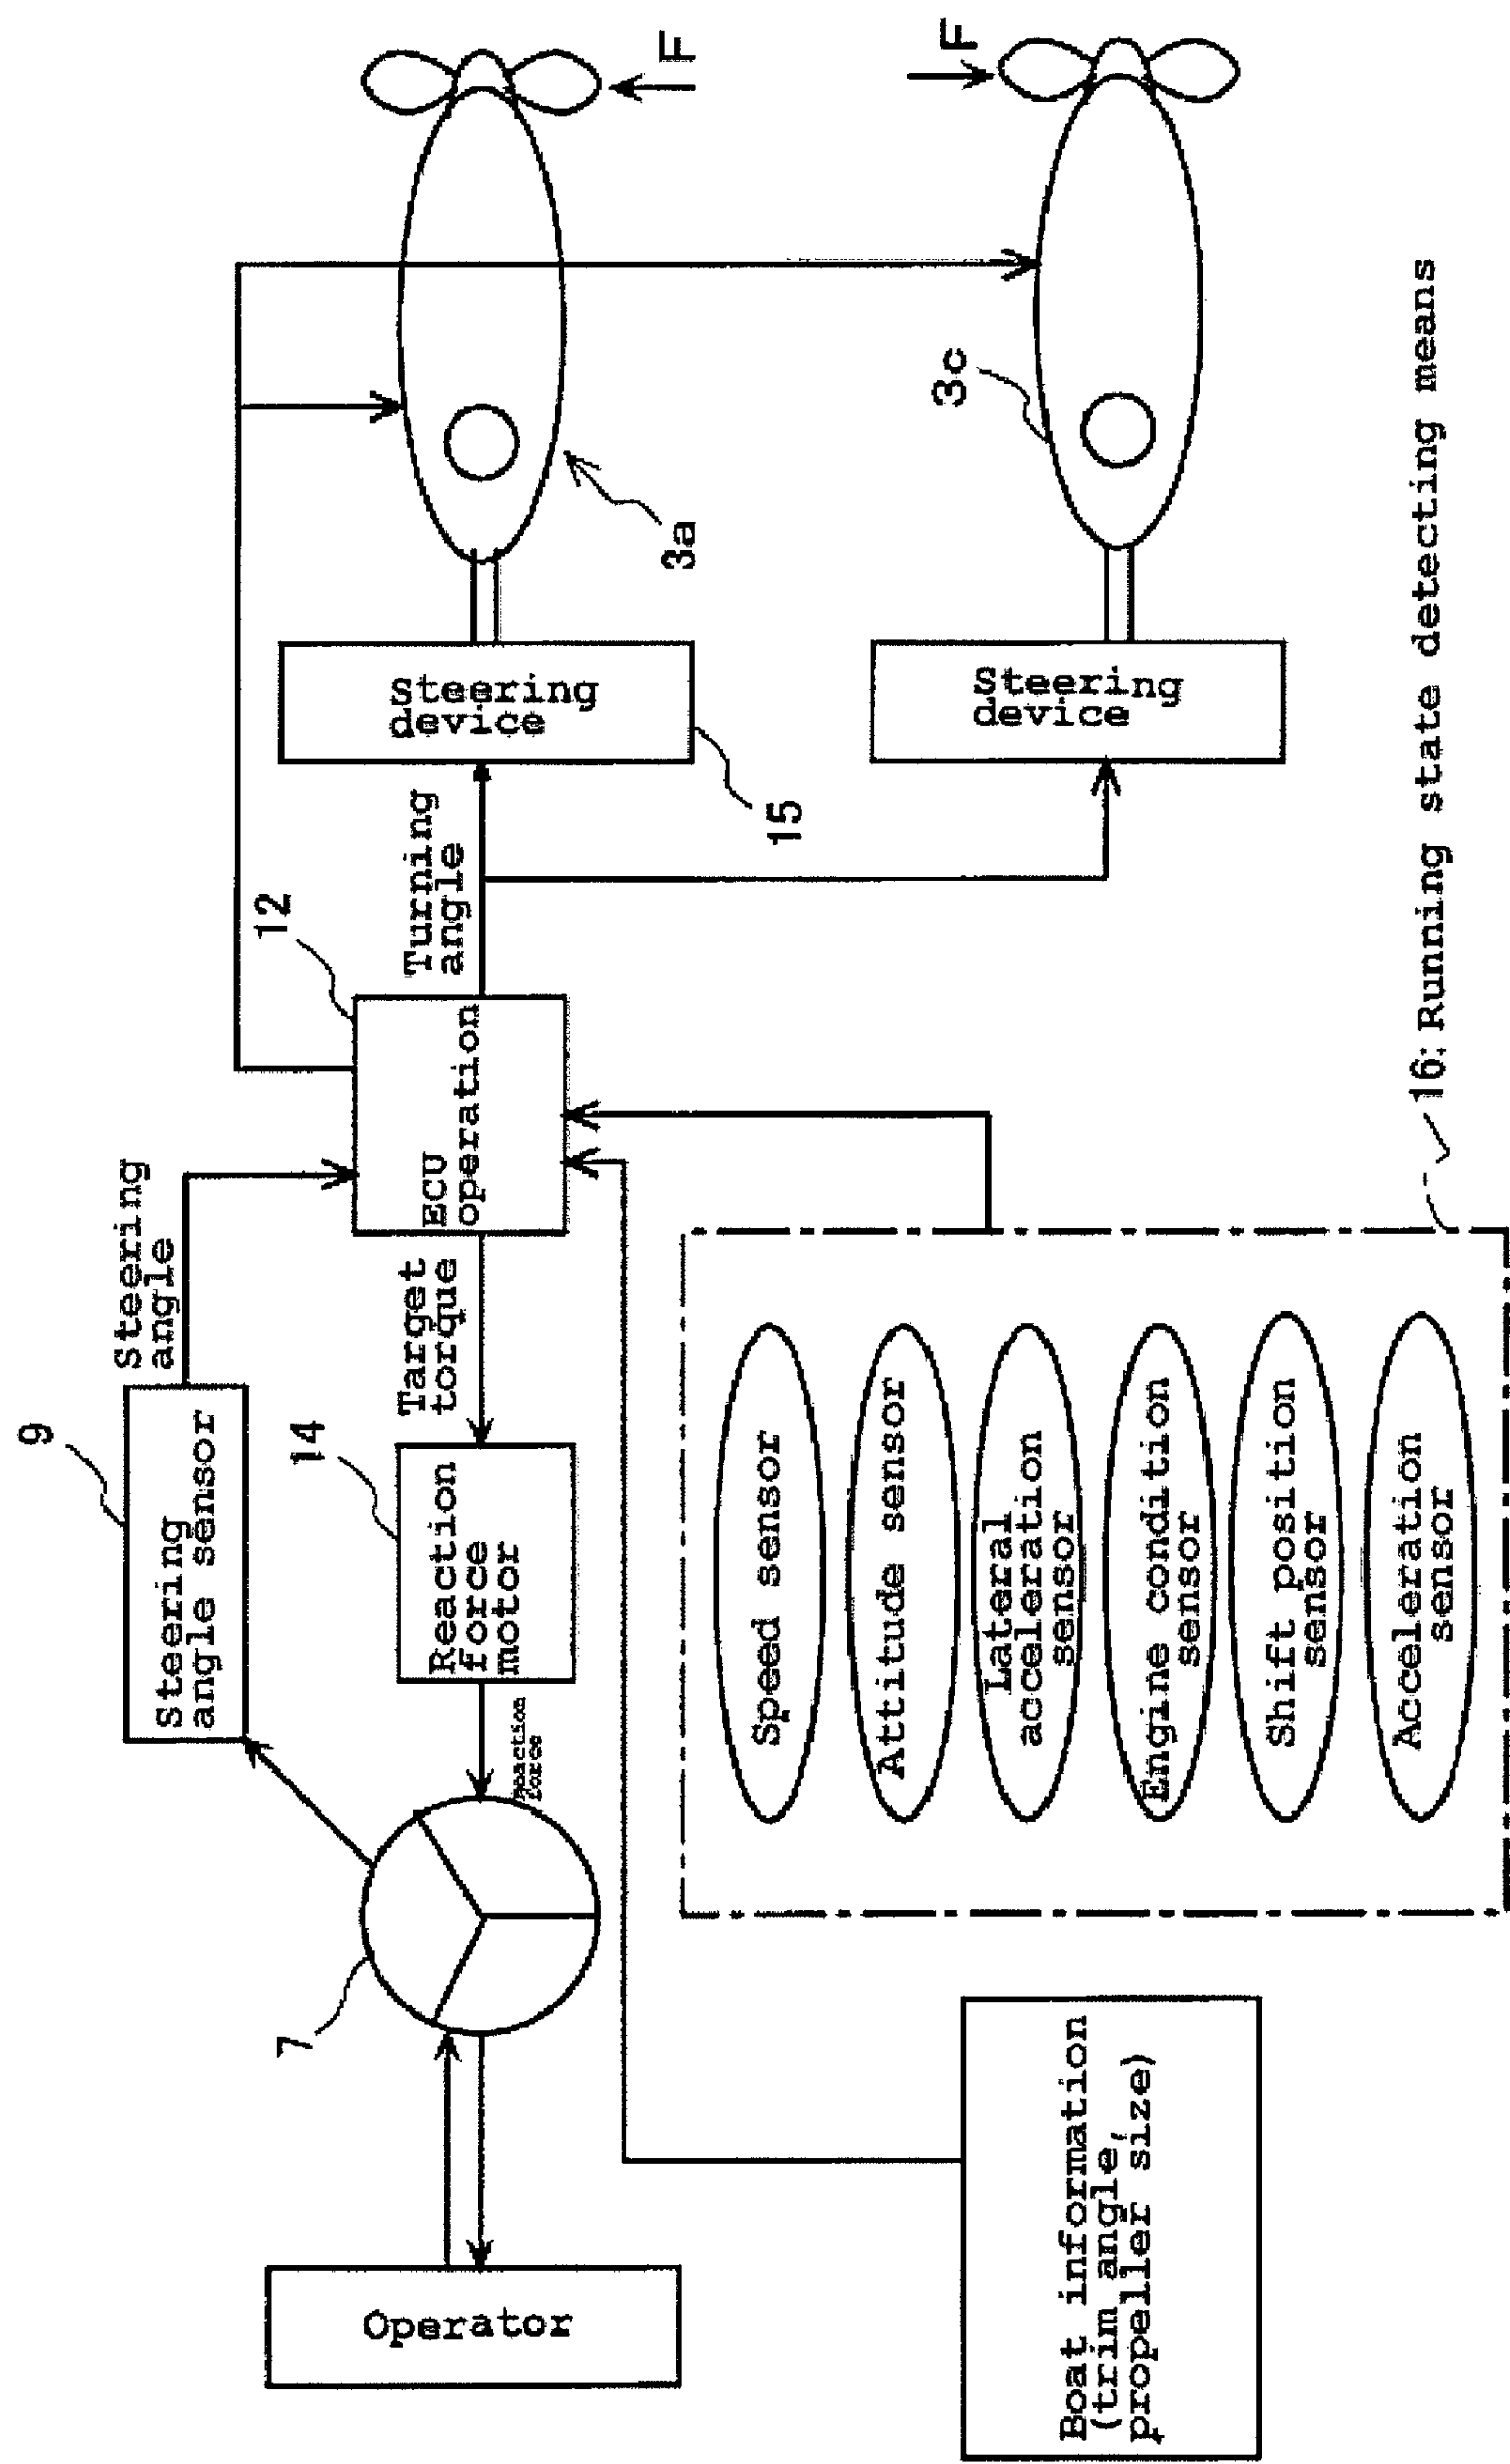 Operator
7
9
Steering
angle sensor
Steering
angle
Reaction
force
14
Reaction
force
motor
Target
torque
12
ECU
operation
Turning
angle
Steering
device
15
3a
F
Steering
device
3c
F
Boat information
(trim angle,
propeller size)
Speed sensor
Attitude sensor
Lateral
acceleration
sensor
Engine condition
sensor
Shift position
sensor
Acceleration
sensor
16: Running state detecting means